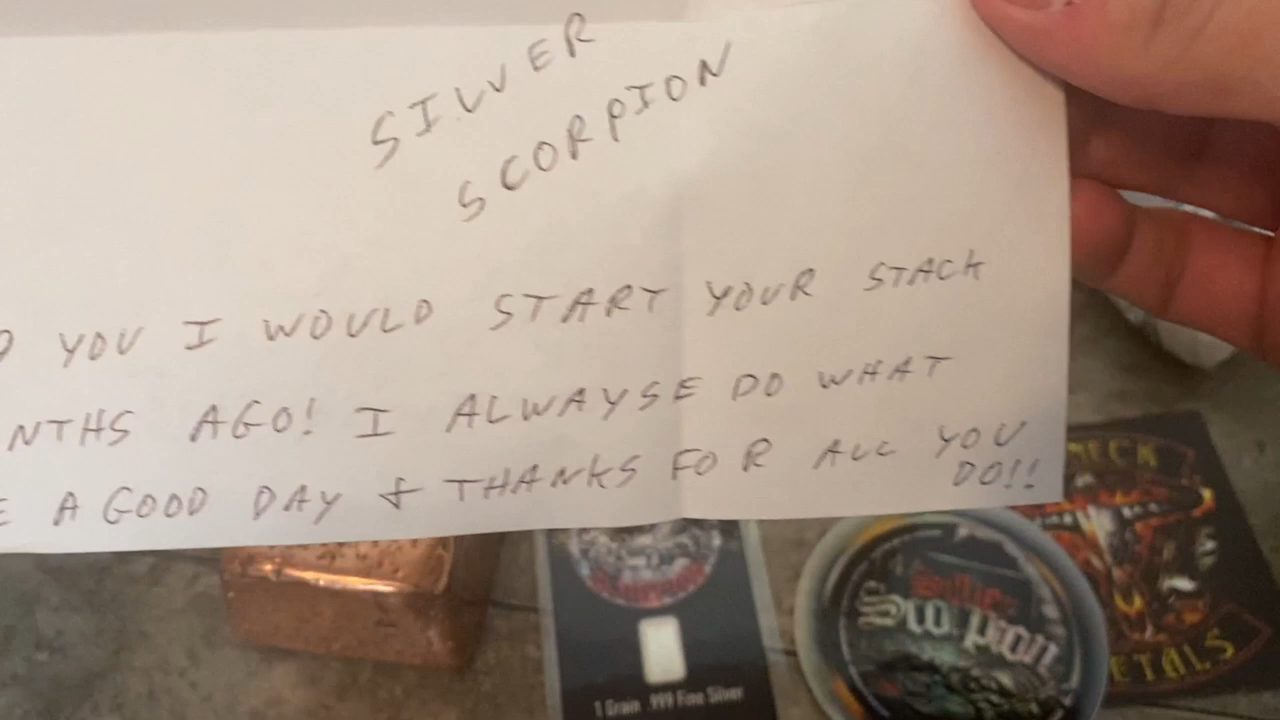 SILVER
SCORPION
YOU I WOULD START YOUR STACK
NTHS AGO! I ALWAYSE DO WHAT
E A GOOD DAY & THANKS FOR ALL YOU
DO!!
Silver
Scorpion
1 Grain .999 Fine Silver
NECK
ETALS